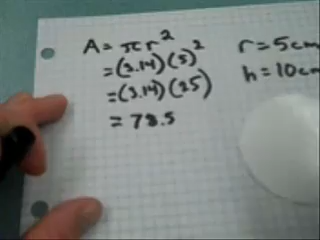 A = πr²
= (3.14)(5)²
= (3.14)(25)
= 78.5
r = 5cm
h = 10cm